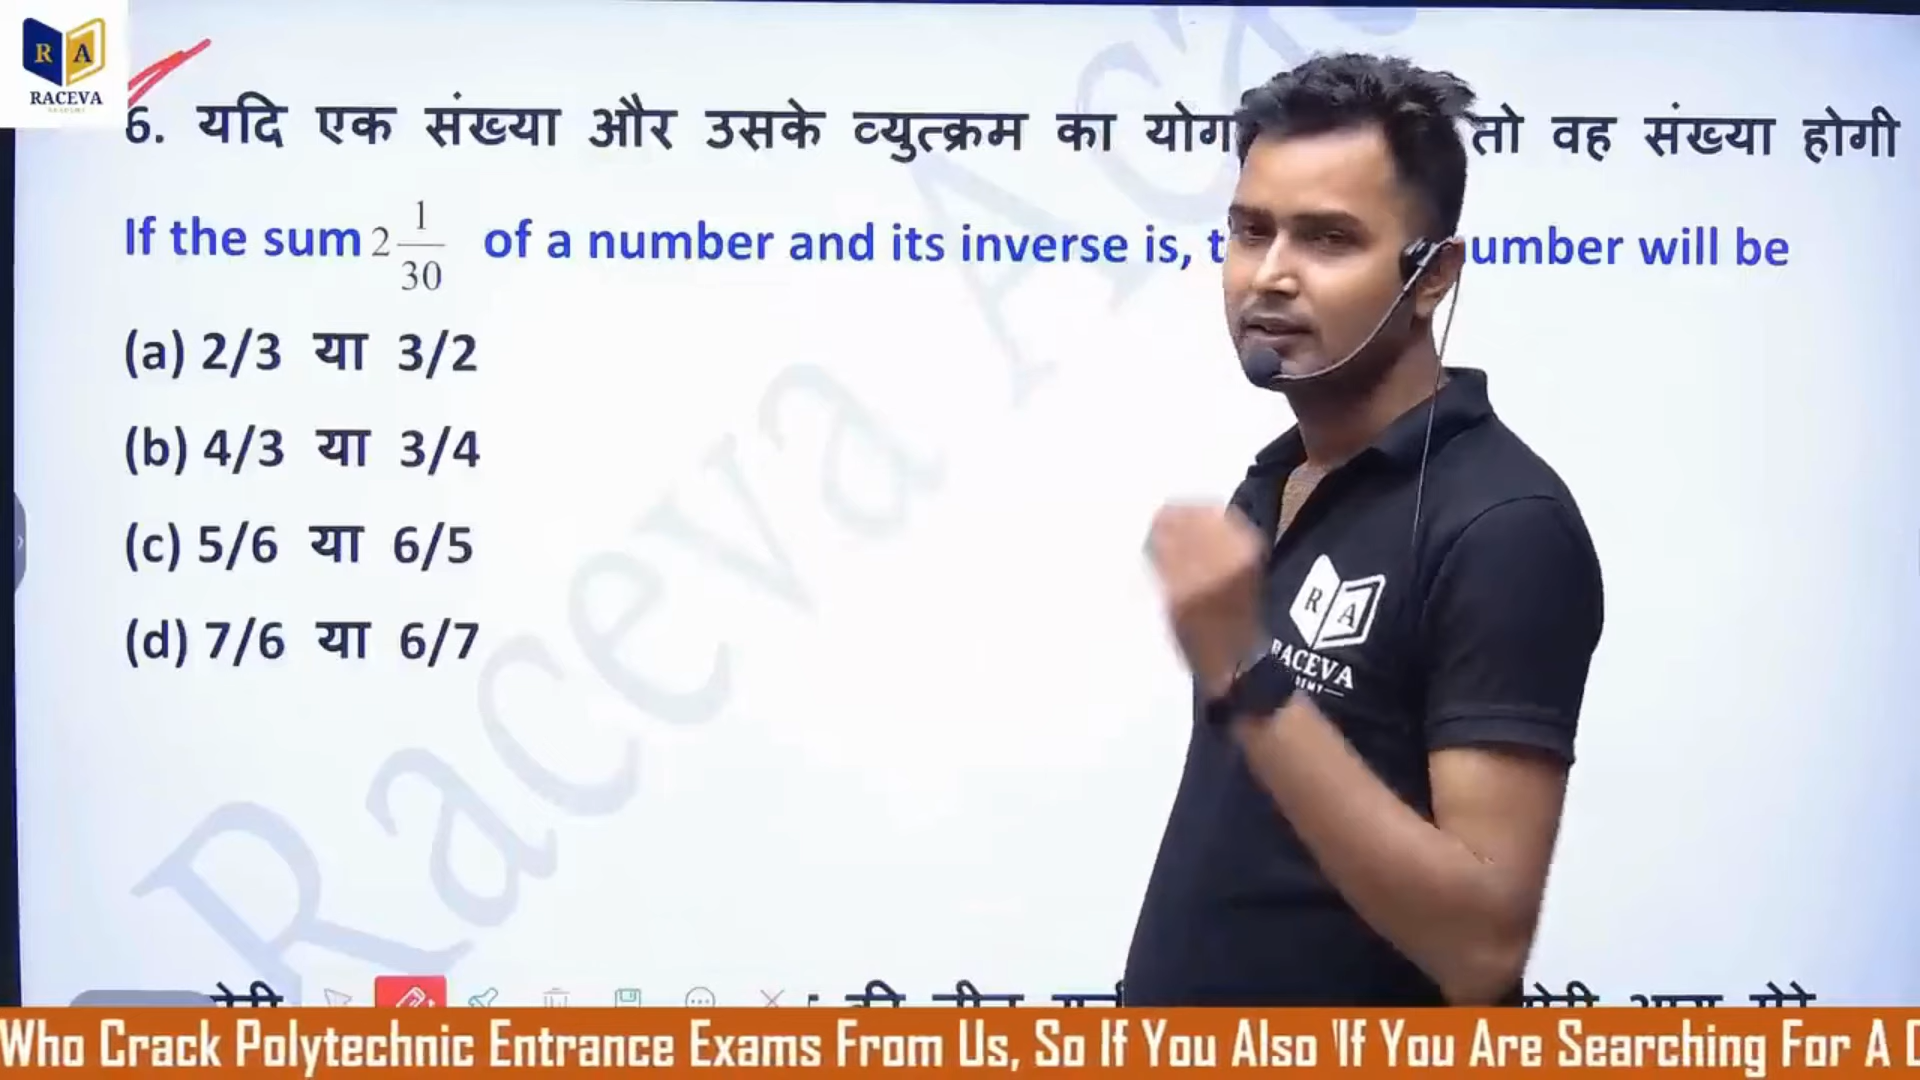 R A
RACEVA
6. यदि एक संख्या और उसके व्युत्क्रम का योग तो वह संख्या होगी
If the sum 2 1/30 of a number and its inverse is, will be
(a) 2/3 या 3/2
(b) 4/3 या 3/4
(c) 5/6 या 6/5
(d) 7/6 या 6/7
Raceva
R A
RACEVA
Who Crack Polytechnic Entrance Exams From Us, So If You Also 'If You Are Searching For A